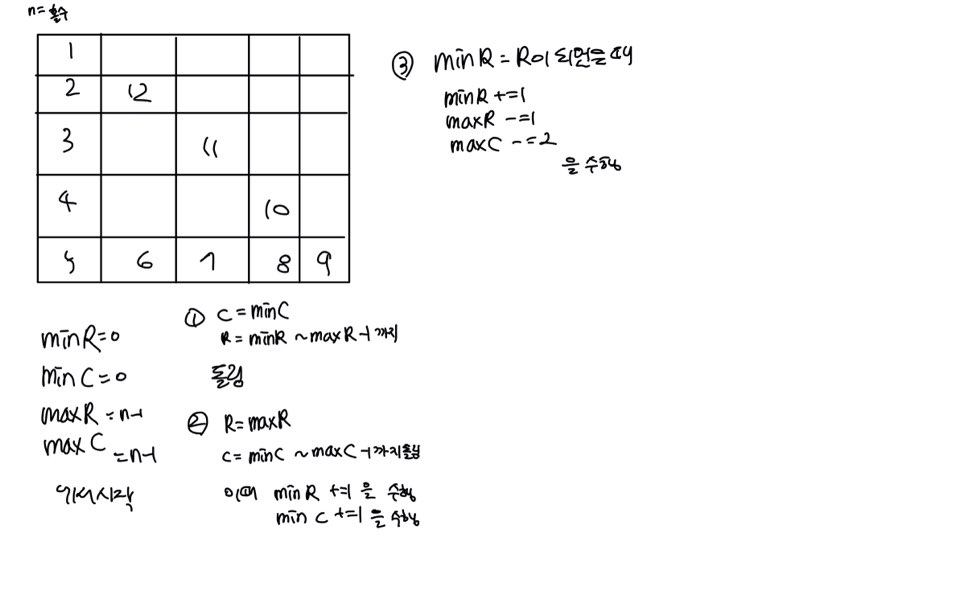 n=홀수
1
2 12
3 11
4 10
5 6 7 8 9
minR=0
minC=0
maxR=n-1
maxC=n-1
에서시작
① C=minC
R=minR~maxR-1까지
돌림
② R=maxR
C=minC~maxC-1까지돌림
이때 minR+=1을 수행
minC+=1을 수행
③ minR=R이 되었을때
minR+=1
maxR-=1
maxC-=2
을 수행